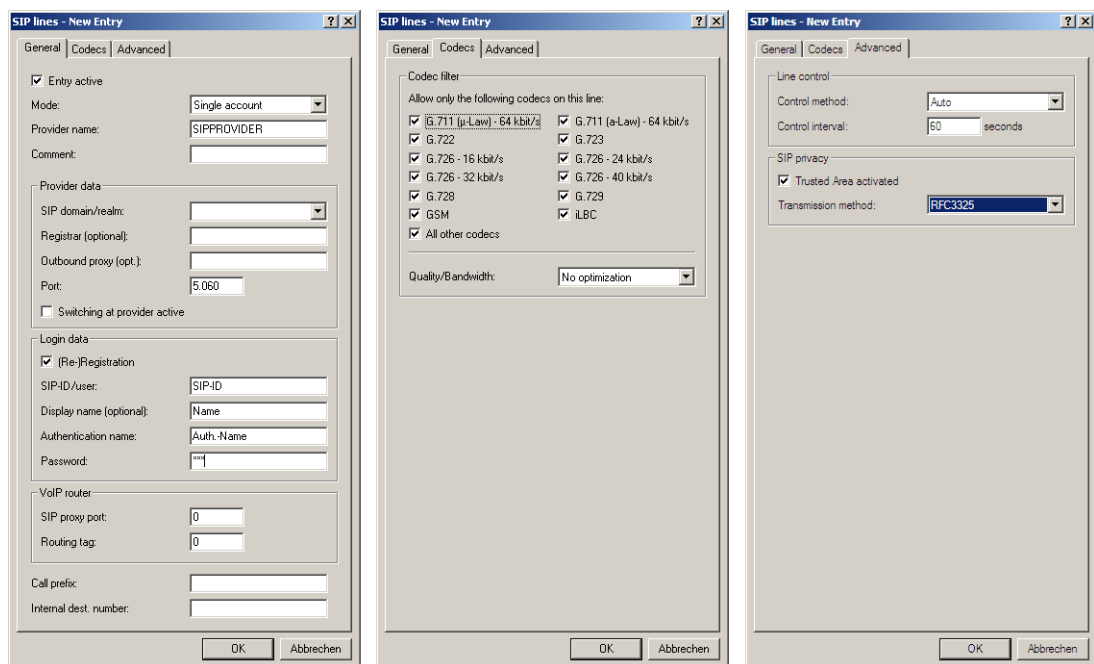 SIP lines - New Entry
General Codecs Advanced
Entry active
Mode: Single account
Provider name: SIPPROVIDER
Comment:
Provider data
SIP domain/realm:
Registrar (optional):
Outbound proxy (opt.):
Port: 5.060
Switching at provider active
Login data
(Re-)Registration
SIP-ID/user: SIP-ID
Display name (optional): Name
Authentication name: Auth.-Name
Password: ***
VoIP router
SIP proxy port: 0
Routing tag: 0
Call prefix:
Internal dest. number:
OK Abbrechen
SIP lines - New Entry
General Codecs Advanced
Codec filter
Allow only the following codecs on this line:
G.711 (µ-Law) - 64 kbit/s G.711 (a-Law) - 64 kbit/s
G.722 G.723
G.726 - 16 kbit/s G.726 - 24 kbit/s
G.726 - 32 kbit/s G.726 - 40 kbit/s
G.728 G.729
GSM iLBC
All other codecs
Quality/Bandwidth: No optimization
OK Abbrechen
SIP lines - New Entry
General Codecs Advanced
Line control
Control method: Auto
Control interval: 60 seconds
SIP privacy
Trusted Area activated
Transmission method: RFC3325
OK Abbrechen